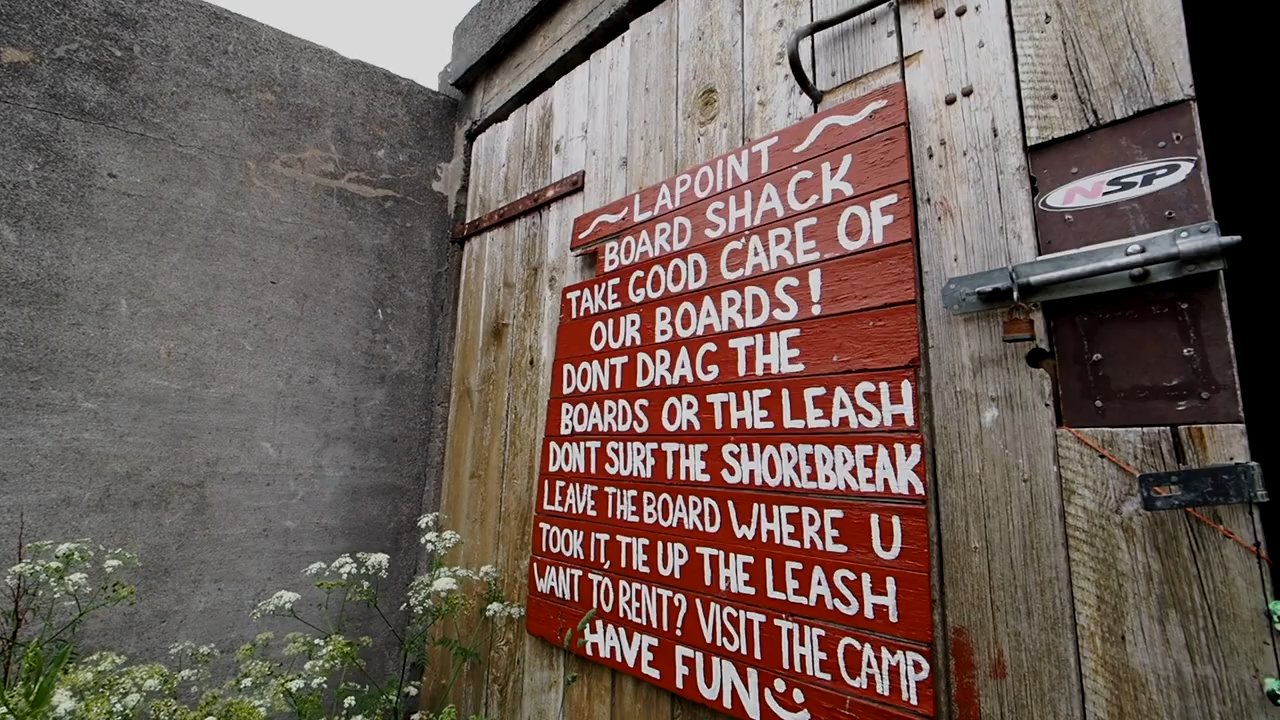 LAPOINT
BOARD SHACK
TAKE GOOD CARE OF
OUR BOARDS!
DONT DRAG THE
BOARDS OR THE LEASH
DONT SURF THE SHOREBREAK
LEAVE THE BOARD WHERE U
TOOK IT, TIE UP THE LEASH
WANT TO RENT? VISIT THE CAMP
HAVE FUN
NSP